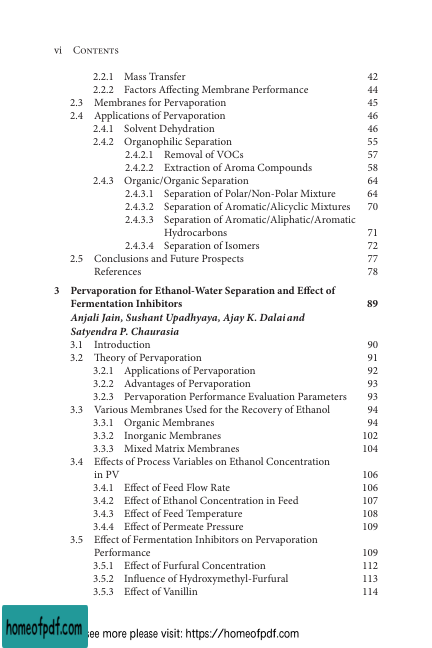 vi Contents
2.2.1 Mass Transfer 42
2.2.2 Factors Affecting Membrane Performance 44
2.3 Membranes for Pervaporation 45
2.4 Applications of Pervaporation 46
2.4.1 Solvent Dehydration 46
2.4.2 Organophilic Separation 55
2.4.2.1 Removal of VOCs 57
2.4.2.2 Extraction of Aroma Compounds 58
2.4.3 Organic/Organic Separation 64
2.4.3.1 Separation of Polar/Non-Polar Mixture 64
2.4.3.2 Separation of Aromatic/Alicyclic Mixtures 70
2.4.3.3 Separation of Aromatic/Aliphatic/Aromatic
Hydrocarbons 71
2.4.3.4 Separation of Isomers 72
2.5 Conclusions and Future Prospects 77
References 78
3 Pervaporation for Ethanol-Water Separation and Effect of
Fermentation Inhibitors 89
Anjali Jain, Sushant Upadhyaya, Ajay K. Dalai and
Satyendra P. Chaurasia
3.1 Introduction 90
3.2 Theory of Pervaporation 91
3.2.1 Applications of Pervaporation 92
3.2.2 Advantages of Pervaporation 93
3.2.3 Pervaporation Performance Evaluation Parameters 93
3.3 Various Membranes Used for the Recovery of Ethanol 94
3.3.1 Organic Membranes 94
3.3.2 Inorganic Membranes 102
3.3.3 Mixed Matrix Membranes 104
3.4 Effects of Process Variables on Ethanol Concentration
in PV 106
3.4.1 Effect of Feed Flow Rate 106
3.4.2 Effect of Ethanol Concentration in Feed 107
3.4.3 Effect of Feed Temperature 108
3.4.4 Effect of Permeate Pressure 109
3.5 Effect of Fermentation Inhibitors on Pervaporation
Performance 109
3.5.1 Effect of Furfural Concentration 112
3.5.2 Influence of Hydroxymethyl-Furfural 113
3.5.3 Effect of Vanillin 114
homeofpdf.com
see more please visit: https://homeofpdf.com